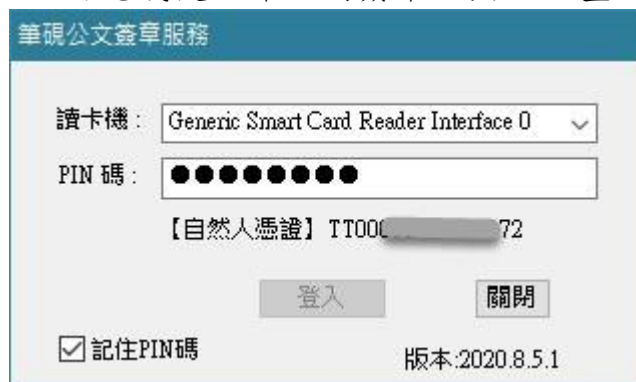 筆硯公文簽章服務
讀卡機： Generic Smart Card Reader Interface 0
PIN 碼： ●●●●●●●●
【自然人憑證】 TT00 72
登入 關閉
記住PIN碼 版本:2020.8.5.1